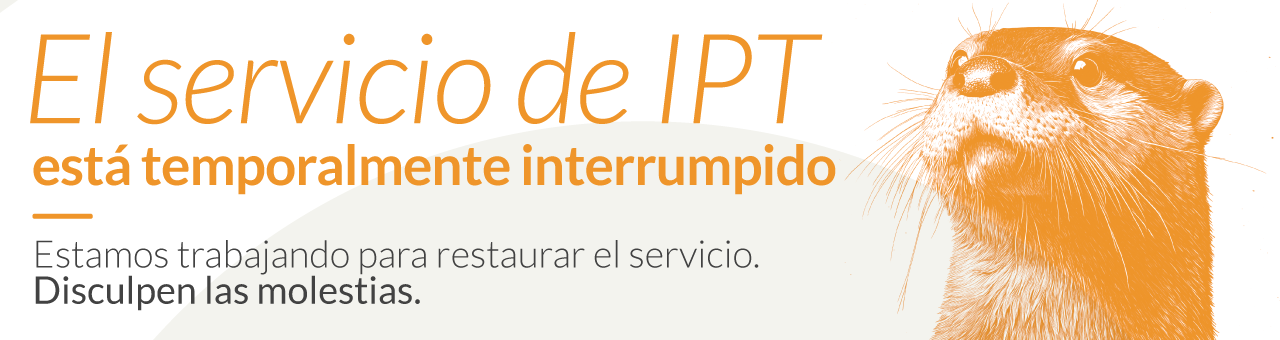 El servicio de IPT
está temporalmente interrumpido
Estamos trabajando para restaurar el servicio.
Disculpen las molestias.